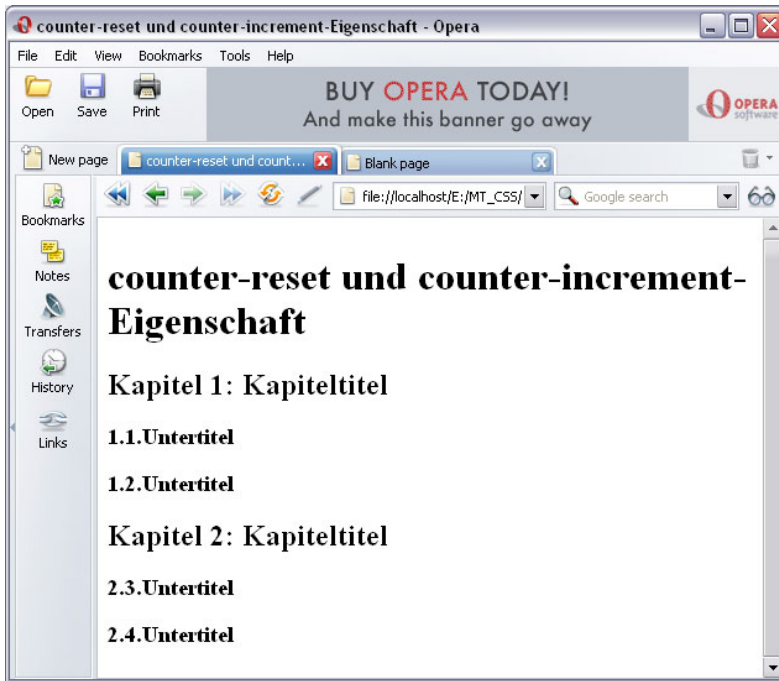 counter-reset und counter-increment-Eigenschaft - Opera
File Edit View Bookmarks Tools Help
Open Save Print
BUY OPERA TODAY!
And make this banner go away
OPERA
software
New page
counter-reset und count...
Blank page
file://localhost/E:/MT_CSS/
Google search
Bookmarks
Notes
Transfers
History
Links
counter-reset und counter-increment-
Eigenschaft
Kapitel 1: Kapiteltitel
1.1.Untertitel
1.2.Untertitel
Kapitel 2: Kapiteltitel
2.3.Untertitel
2.4.Untertitel